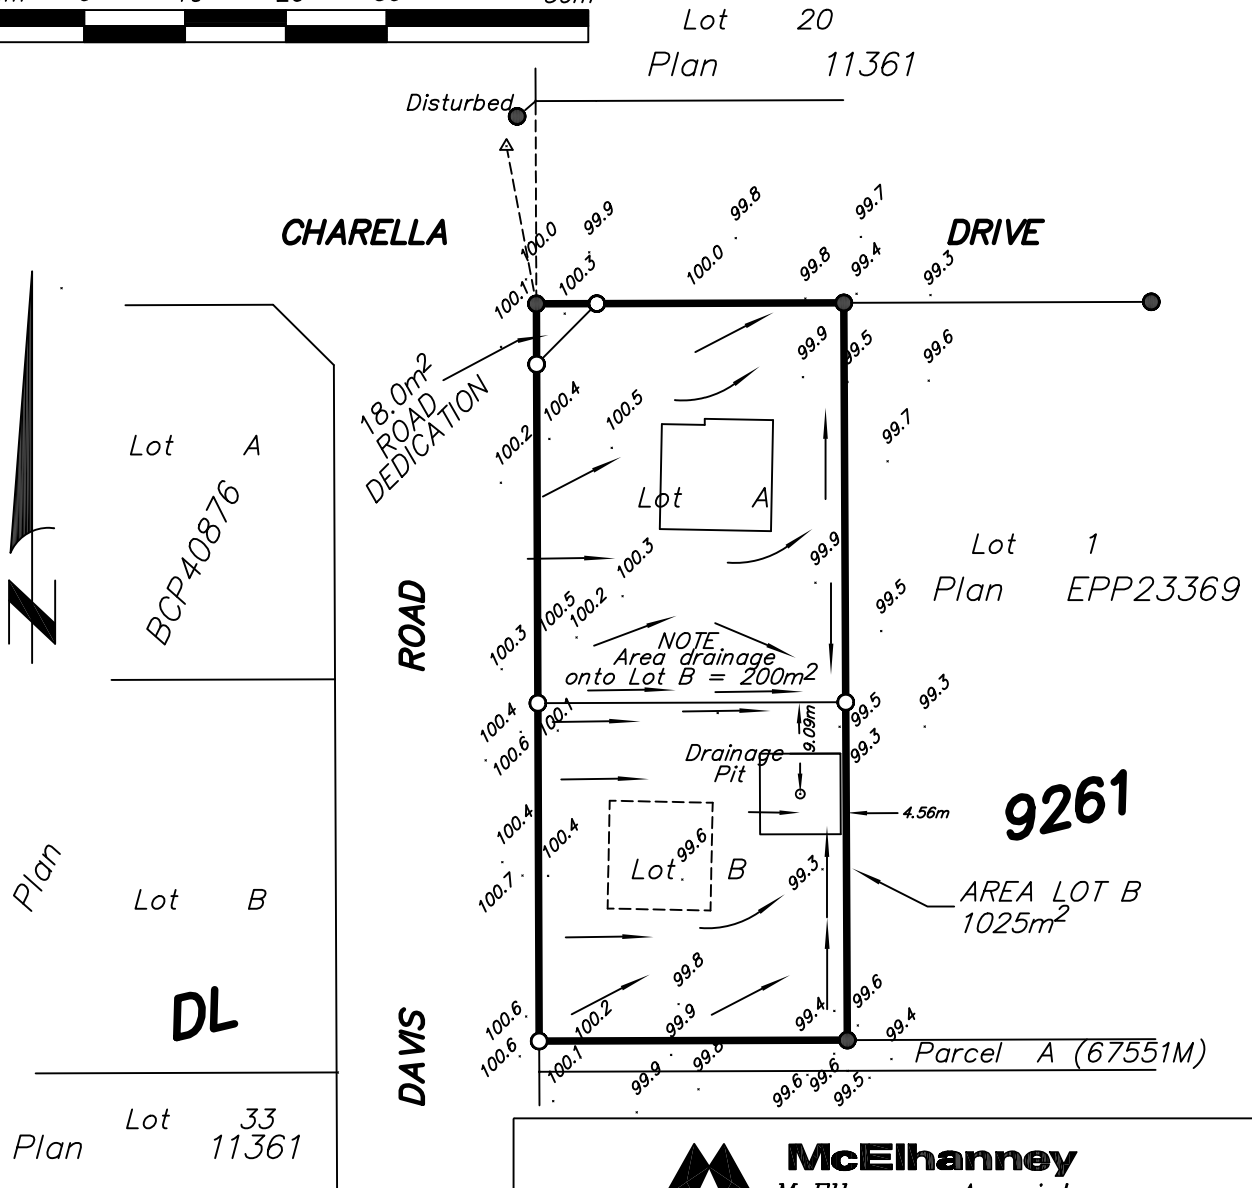 Lot 20
Plan 11361
Disturbed
CHARELLA DRIVE
99.8
99.7
99.9
100.0
100.0
99.8
99.4
99.3
100.3
100.1
99.9
99.5
99.6
18.0m²
ROAD
DEDICATION
100.4
100.5
100.2
99.7
Lot A
BCP40876
Lot A
N
100.3
99.9
Lot 1
Plan EPP23369
ROAD
100.5
100.2
100.3
99.5
NOTE
Area drainage
onto Lot B = 200m²
100.4
100.1
99.5
99.3
100.6
99.3
9.09m
Drainage
Pit
4.56m
9261
100.4
100.4
99.6
100.7
99.3
Plan
Lot B
Lot B
AREA LOT B
1025m²
DL
DAVIS
99.8
100.6
100.2
99.9
99.4
99.6
99.4
100.6
100.1
99.9
99.8
99.6
99.6
99.5
Parcel A (67551M)
Lot 33
Plan 11361
McElhanney